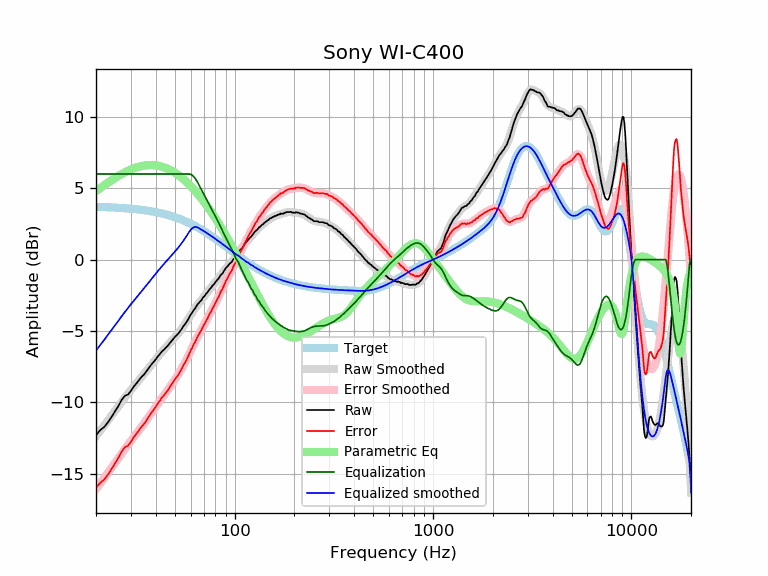 Sony WI-C400
Amplitude (dBr)
10
5
0
−5
−10
−15
Target
Raw Smoothed
Error Smoothed
Raw
Error
Parametric Eq
Equalization
Equalized smoothed
100
1000
10000
Frequency (Hz)